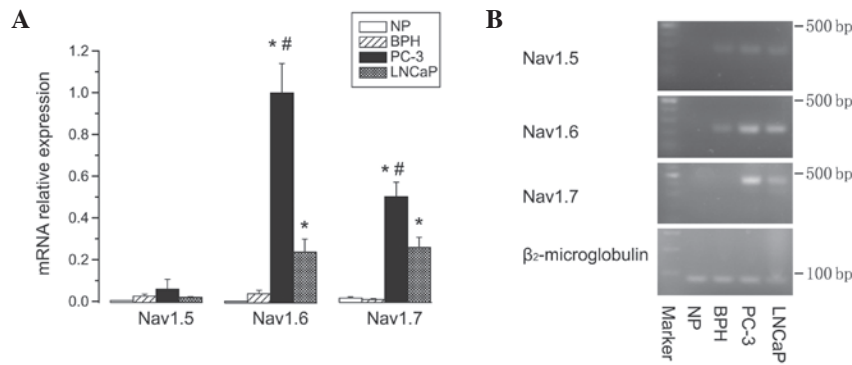 A
NP
BPH
PC-3
LNCaP
mRNA relative expression
1.2
1.0
0.8
0.6
0.4
0.2
0.0
* #
*
* #
*
Nav1.5
Nav1.6
Nav1.7
B
Nav1.5
500 bp
Nav1.6
500 bp
Nav1.7
500 bp
β2-microglobulin
100 bp
Marker
NP
BPH
PC-3
LNCaP